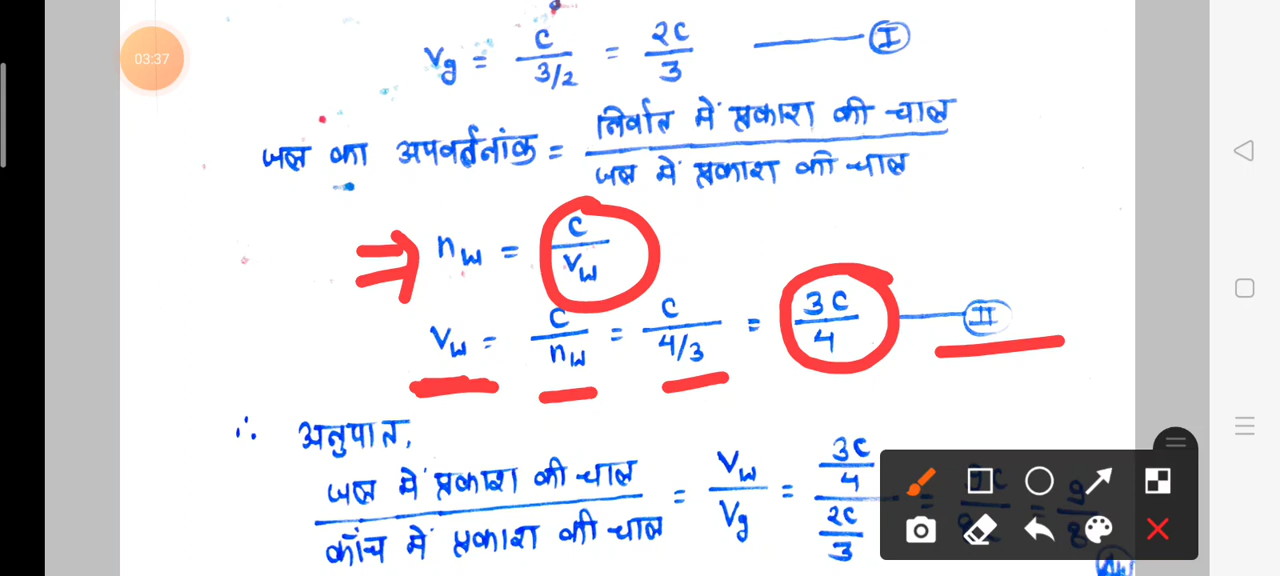 03:37
Vg = C / 3/2 = 2C / 3 —— I
जल का अपवर्तनांक = निर्वात में प्रकाश की चाल / जल में प्रकाश की चाल
⇒ nw = C / Vw
Vw = C / nw = C / 4/3 = 3C / 4 —— II
∴ अनुपात,
जल में प्रकाश की चाल / काँच में प्रकाश की चाल = Vw / Vg = 3C/4 / 2C/3 =